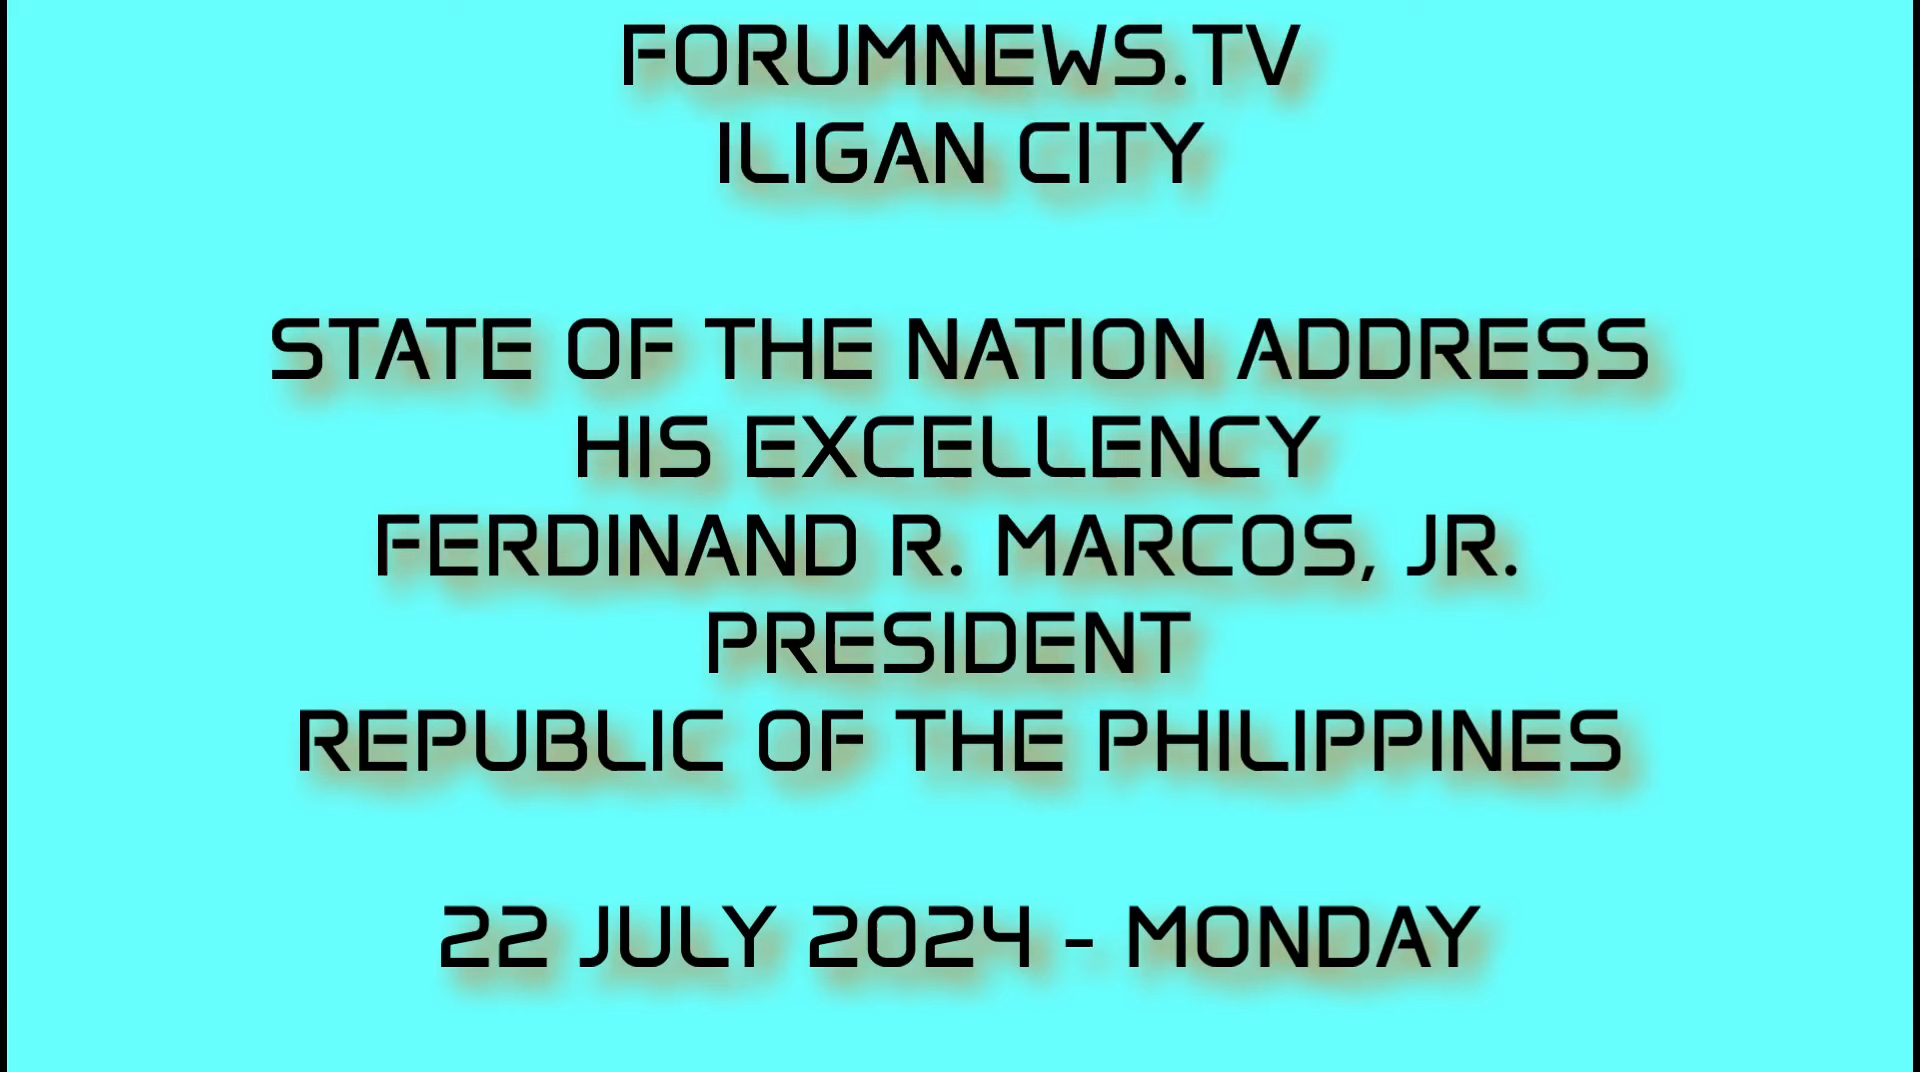 FORUMNEWS.TV
ILIGAN CITY
STATE OF THE NATION ADDRESS
HIS EXCELLENCY
FERDINAND R. MARCOS, JR.
PRESIDENT
REPUBLIC OF THE PHILIPPINES
22 JULY 2024 - MONDAY